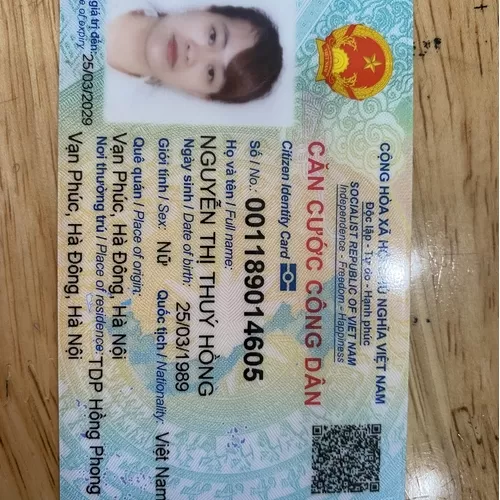 CỘNG HÒA XÃ HỘI CHỦ NGHĨA VIỆT NAM
Độc lập - Tự do - Hạnh phúc
SOCIALIST REPUBLIC OF VIET NAM
Independence - Freedom - Happiness
CĂN CƯỚC CÔNG DÂN
Citizen Identity Card
Số / No.: 001189014605
Họ và tên / Full name:
NGUYỄN THỊ THUÝ HỒNG
Ngày sinh / Date of birth: 25/03/1989
Giới tính / Sex: Nữ Quốc tịch / Nationality: Việt Nam
Quê quán / Place of origin:
Vạn Phúc, Hà Đông, Hà Nội
Nơi thường trú / Place of residence: TDP Hồng Phong
Vạn Phúc, Hà Đông, Hà Nội
giá trị đến: 25/03/2029
of expiry